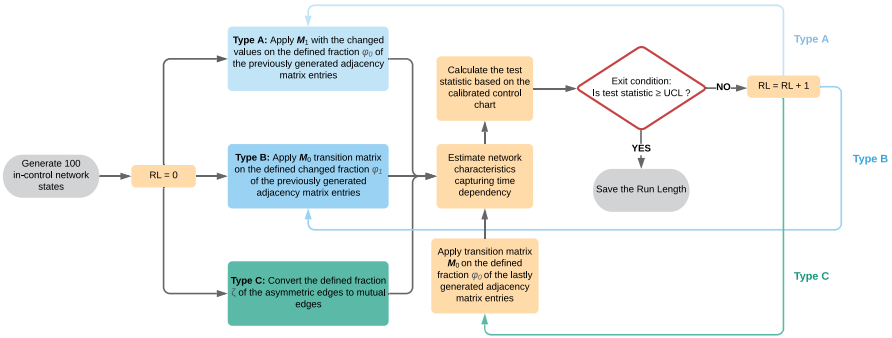 Generate 100
in-control network
states
RL = 0
Type A: Apply M1 with the changed
values on the defined fraction φ0 of
the previously generated adjacency
matrix entries
Type B: Apply M0 transition matrix
on the defined changed fraction φ1
of the previously generated
adjacency matrix entries
Type C: Convert the defined fraction
ζ of the asymmetric edges to mutual
edges
Calculate the test
statistic based on the
calibrated control
chart
Estimate network
characteristics
capturing time
dependency
Apply transition matrix
M0 on the defined
fraction φ0 of the lastly
generated adjacency
matrix entries
Exit condition:
Is test statistic ≥ UCL ?
NO
YES
Save the Run Length
RL = RL + 1
Type A
Type B
Type C